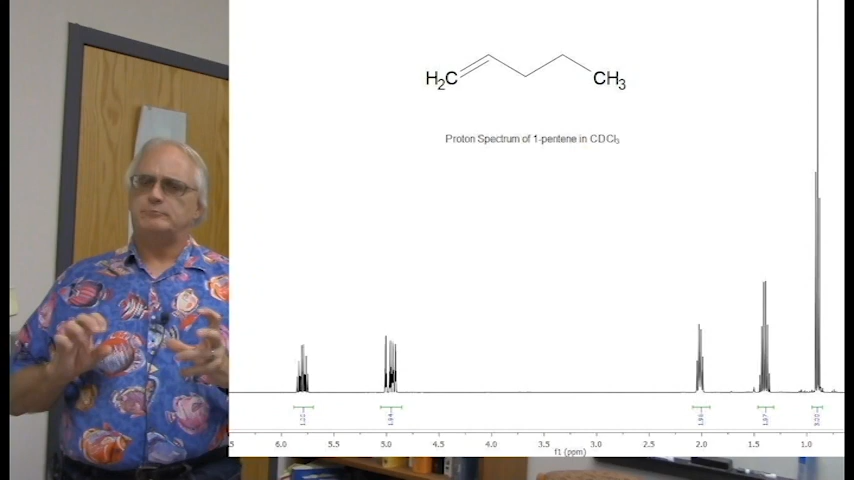 H2C CH3
Proton Spectrum of 1-pentene in CDCl3
6.0 5.5 5.0 4.5 4.0 3.5 3.0 2.5 2.0 1.5 1.0
f1 (ppm)